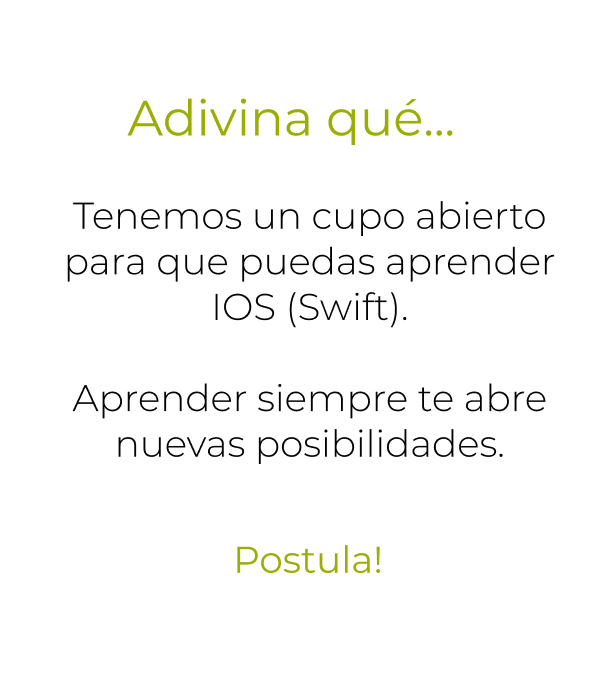 Adivina qué...
Tenemos un cupo abierto
para que puedas aprender
IOS (Swift).
Aprender siempre te abre
nuevas posibilidades.
Postula!